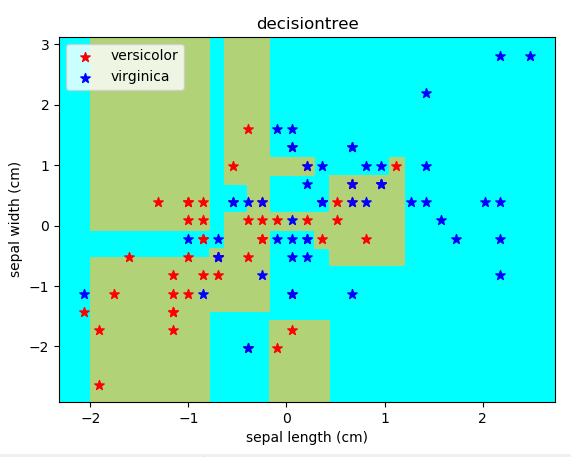 decisiontree
versicolor
virginica
sepal width (cm)
3
2
1
0
−1
−2
−2
−1
0
1
2
sepal length (cm)